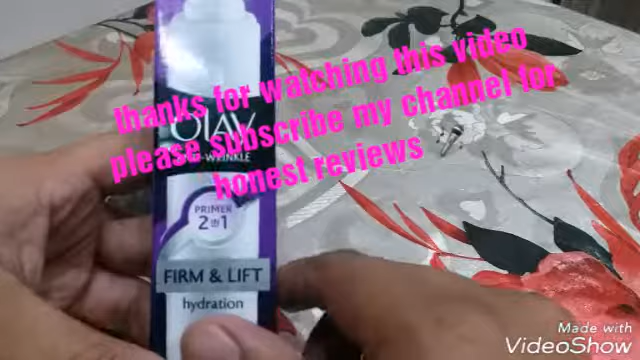 thanks for watching this video
please subscribe my channel for
honest reviews
OLAY
-WRINKLE
PRIMER
2in1
FIRM & LIFT
hydration
Made with
VideoShow